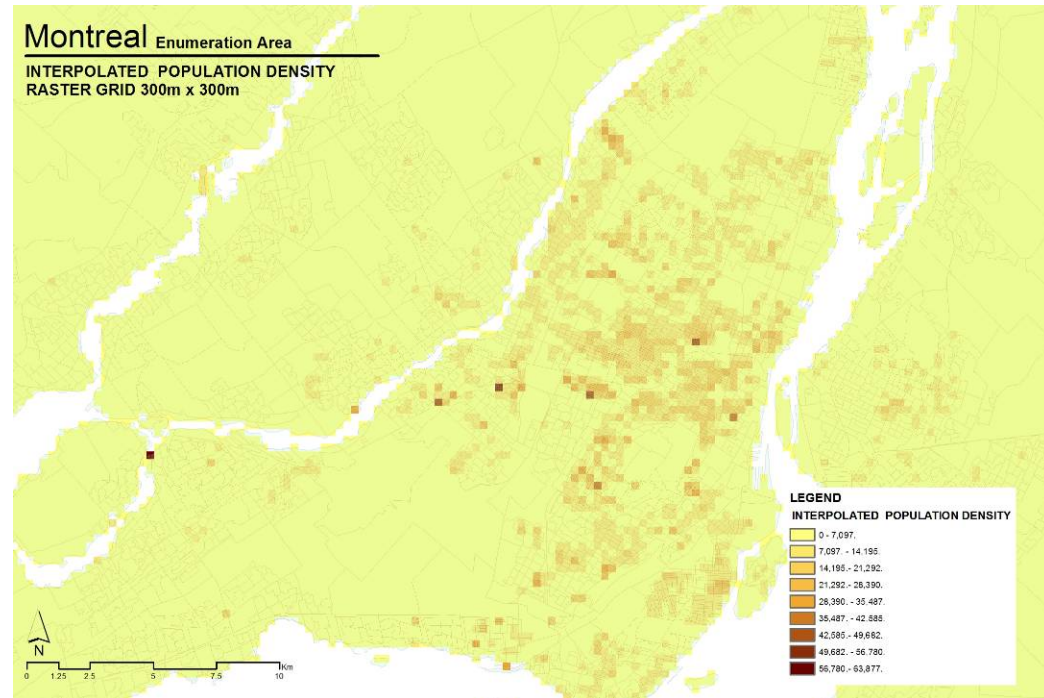 Montreal Enumeration Area
INTERPOLATED POPULATION DENSITY
RASTER GRID 300m x 300m
LEGEND
INTERPOLATED POPULATION DENSITY
0 - 7,097.
7,097. - 14,195.
14,195. - 21,292.
21,292. - 28,390.
28,390. - 35,487.
35,487. - 42,585.
42,585. - 49,682.
49,682. - 56,780.
56,780. - 63,877.
N
Km
0 1.25 2.5 5 7.5 10